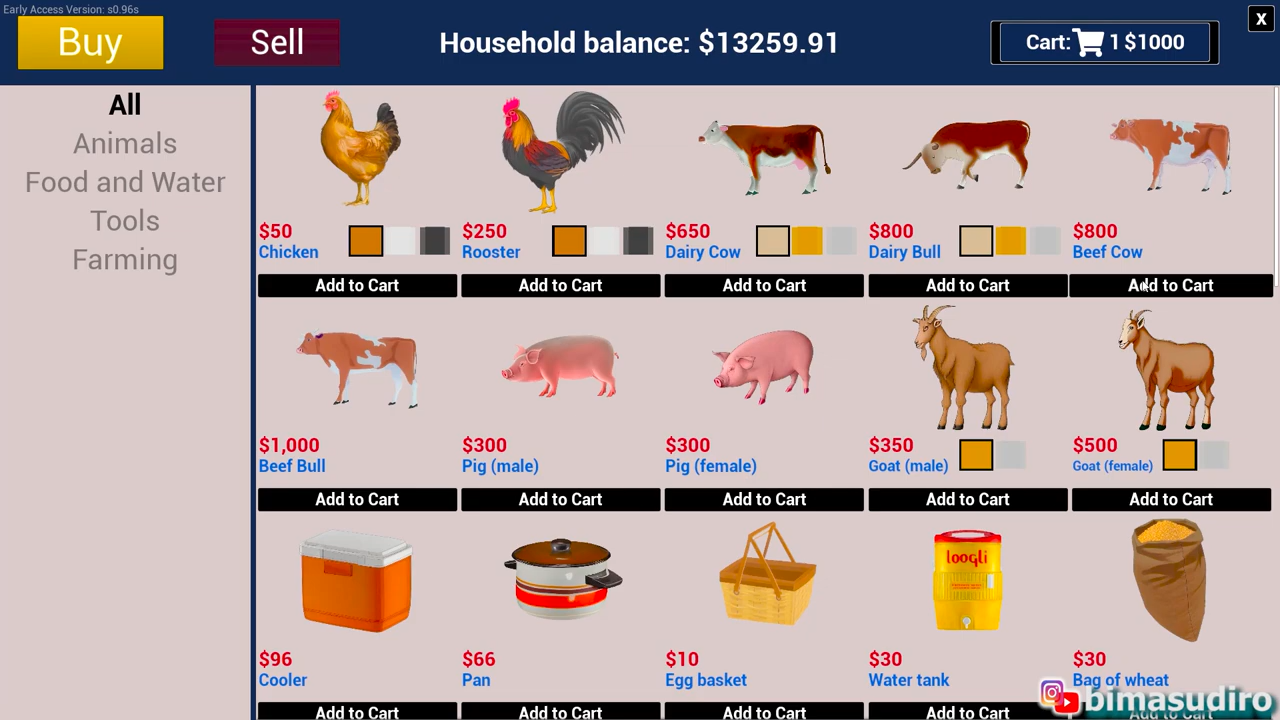 Early Access Version: s0.96s
Buy
Sell
Household balance: $13259.91
Cart: 1 $1000
X
All
Animals
Food and Water
Tools
Farming
$50
Chicken
Add to Cart
$250
Rooster
Add to Cart
$650
Dairy Cow
Add to Cart
$800
Dairy Bull
Add to Cart
$800
Beef Cow
Add to Cart
$1,000
Beef Bull
Add to Cart
$300
Pig (male)
Add to Cart
$300
Pig (female)
Add to Cart
$350
Goat (male)
Add to Cart
$500
Goat (female)
Add to Cart
$96
Cooler
Add to Cart
$66
Pan
Add to Cart
$10
Egg basket
Add to Cart
looqli
$30
Water tank
Add to Cart
$30
Bag of wheat
Add to Cart
bimasudiro